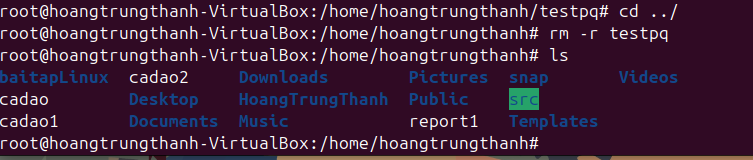 root@hoangtrungthanh-VirtualBox:/home/hoangtrungthanh/testpq# cd ../
root@hoangtrungthanh-VirtualBox:/home/hoangtrungthanh# rm -r testpq
root@hoangtrungthanh-VirtualBox:/home/hoangtrungthanh# ls
baitapLinux cadao2 Downloads Pictures snap Videos
cadao Desktop HoangTrungThanh Public src
cadao1 Documents Music report1 Templates
root@hoangtrungthanh-VirtualBox:/home/hoangtrungthanh#